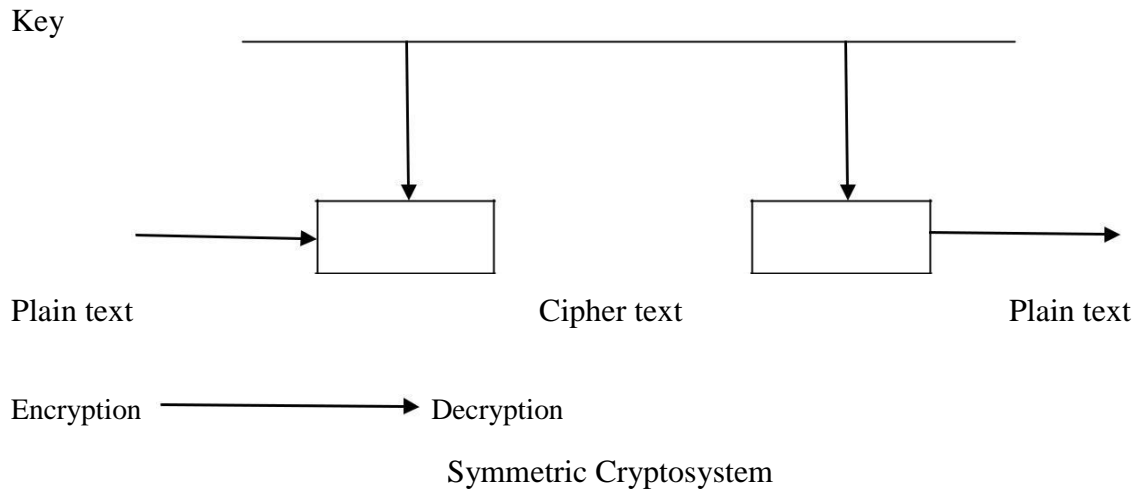 Key
Plain text Cipher text Plain text
Encryption Decryption
Symmetric Cryptosystem